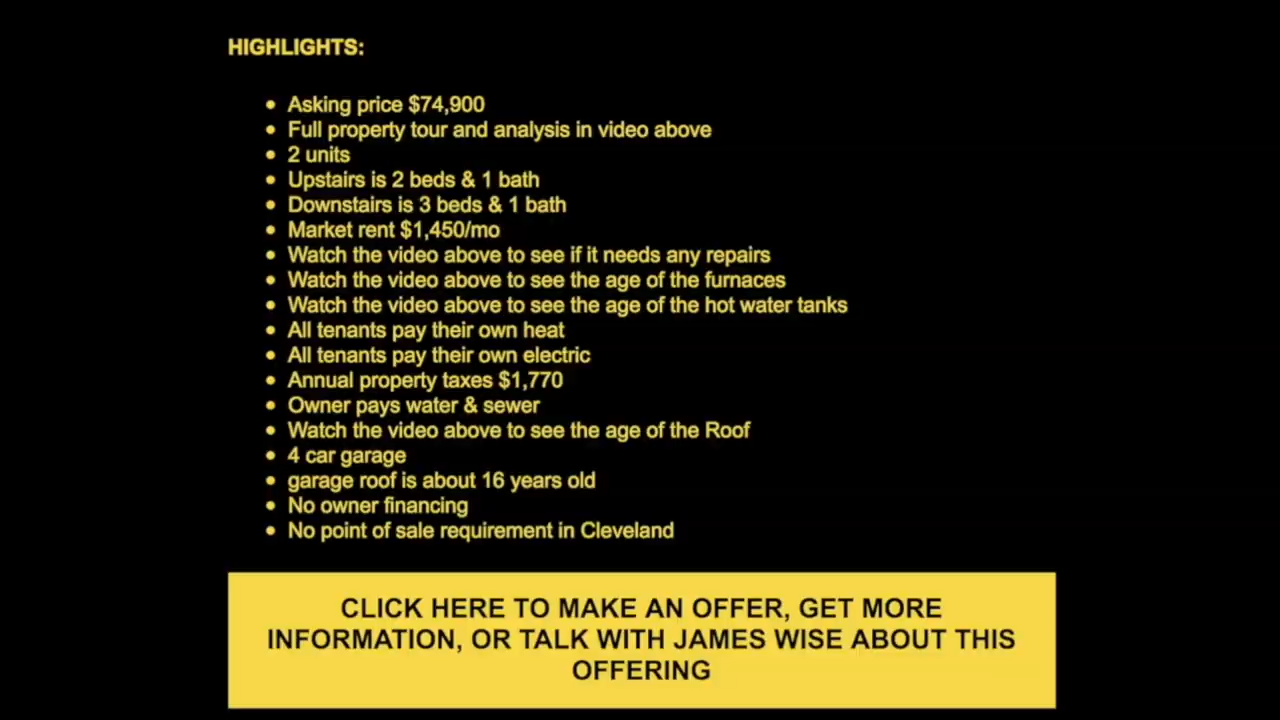 HIGHLIGHTS:
• Asking price $74,900
• Full property tour and analysis in video above
• 2 units
• Upstairs is 2 beds & 1 bath
• Downstairs is 3 beds & 1 bath
• Market rent $1,450/mo
• Watch the video above to see if it needs any repairs
• Watch the video above to see the age of the furnaces
• Watch the video above to see the age of the hot water tanks
• All tenants pay their own heat
• All tenants pay their own electric
• Annual property taxes $1,770
• Owner pays water & sewer
• Watch the video above to see the age of the Roof
• 4 car garage
• garage roof is about 16 years old
• No owner financing
• No point of sale requirement in Cleveland
CLICK HERE TO MAKE AN OFFER, GET MORE
INFORMATION, OR TALK WITH JAMES WISE ABOUT THIS
OFFERING